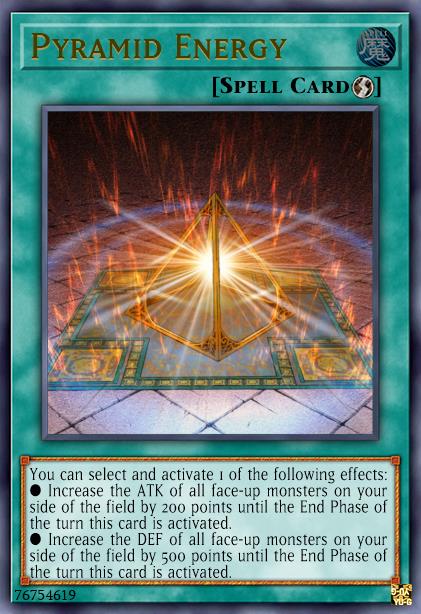 Pyramid Energy
魔
[Spell Card]
You can select and activate 1 of the following effects:
● Increase the ATK of all face-up monsters on your
side of the field by 200 points until the End Phase of
the turn this card is activated.
● Increase the DEF of all face-up monsters on your
side of the field by 500 points until the End Phase of
the turn this card is activated.
76754619